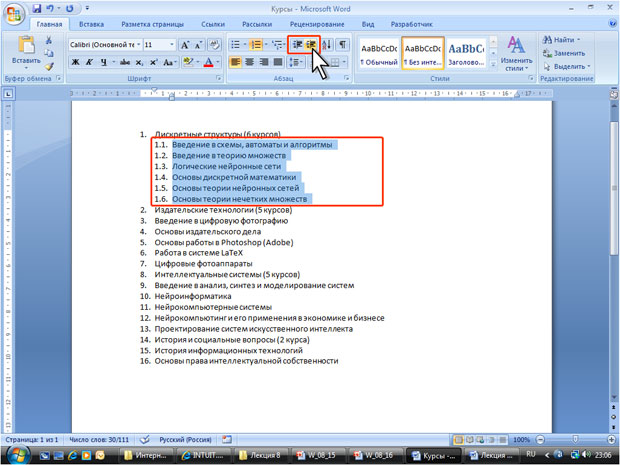 Курсы - Microsoft Word
Главная Вставка Разметка страницы Ссылки Рассылки Рецензирование Вид Разработчик
Calibri (Основной те 11
AaBbCcDc AaBbCcDc AaBbCc
Вставить
¶ Обычный ¶ Без инте... Заголово...
Изменить стили
Найти
Заменить
Выделить
Буфер обмена Шрифт Абзац Стили Редактирование
1. Дискретные структуры (6 курсов)
1.1. Введение в схемы, автоматы и алгоритмы
1.2. Введение в теорию множеств
1.3. Логические нейронные сети
1.4. Основы дискретной математики
1.5. Основы теории нейронных сетей
1.6. Основы теории нечетких множеств
2. Издательские технологии (5 курсов)
3. Введение в цифровую фотографию
4. Основы издательского дела
5. Основы работы в Photoshop (Adobe)
6. Работа в системе LaTeX
7. Цифровые фотоаппараты
8. Интеллектуальные системы (5 курсов)
9. Введение в анализ, синтез и моделирование систем
10. Нейроинформатика
11. Нейрокомпьютерные системы
12. Нейрокомпьютинг и его применения в экономике и бизнесе
13. Проектирование систем искусственного интеллекта
14. История и социальные вопросы (2 курса)
15. История информационных технологий
16. Основы права интеллектуальной собственности
Страница: 1 из 1 Число слов: 30/111 Русский (Россия) 100%
Интерн... INTUIT.... Лекция 8 W_08_15 W_08_16 Курсы -... Лекция ... RU 23:06